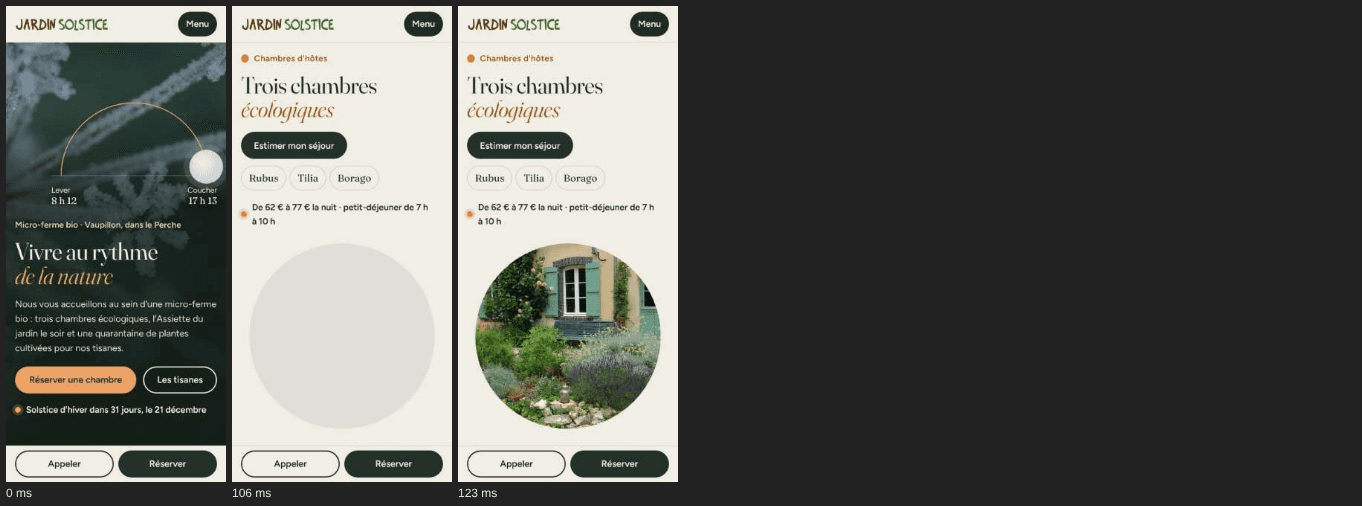 JARDIN SOLSTICE
Menu
Lever
8 h 12
Coucher
17 h 13
Micro-ferme bio · Vaupillon, dans le Perche
Vivre au rythme
de la nature
Nous vous accueillons au sein d'une micro-ferme
bio : trois chambres écologiques, l'Assiette du
jardin le soir et une quarantaine de plantes
cultivées pour nos tisanes.
Réserver une chambre
Les tisanes
Solstice d'hiver dans 31 jours, le 21 décembre
Appeler
Réserver
0 ms
JARDIN SOLSTICE
Menu
Chambres d'hôtes
Trois chambres
écologiques
Estimer mon séjour
Rubus
Tilia
Borago
De 62 € à 77 € la nuit · petit-déjeuner de 7 h
à 10 h
Appeler
Réserver
106 ms
JARDIN SOLSTICE
Menu
Chambres d'hôtes
Trois chambres
écologiques
Estimer mon séjour
Rubus
Tilia
Borago
De 62 € à 77 € la nuit · petit-déjeuner de 7 h
à 10 h
Appeler
Réserver
123 ms